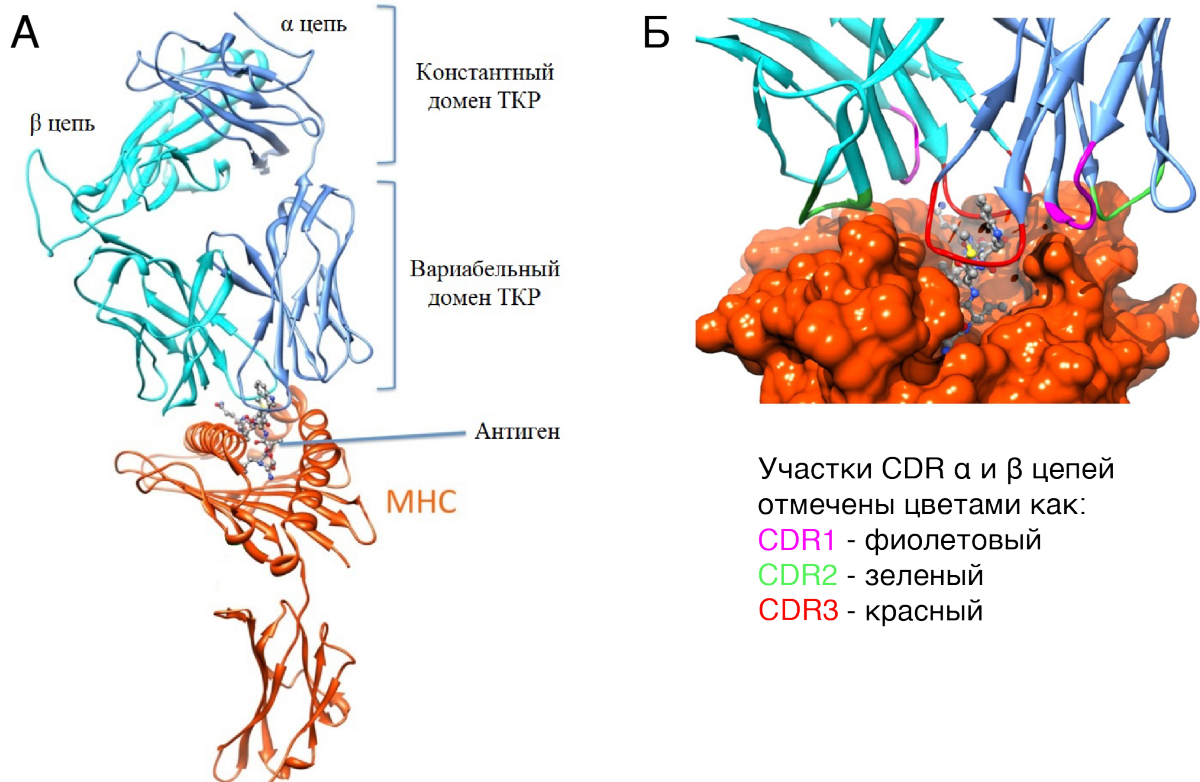 А
α цепь
Константный
домен ТКР
β цепь
Вариабельный
домен ТКР
Антиген
МНС
Б
Участки CDR α и β цепей
отмечены цветами как:
CDR1 - фиолетовый
CDR2 - зеленый
CDR3 - красный